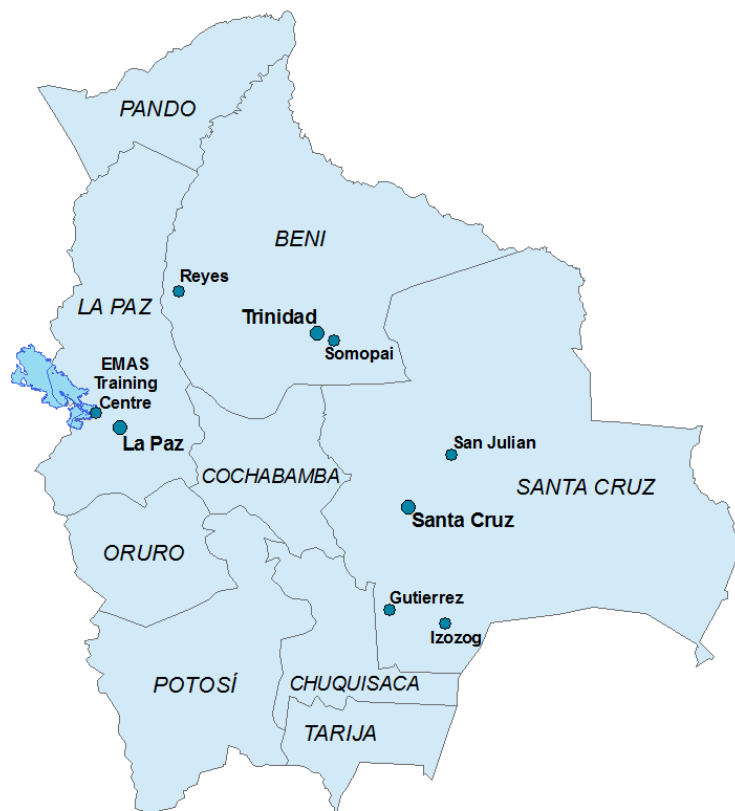 PANDO
BENI
Reyes
LA PAZ
Trinidad
Somopai
EMAS
Training
Centre
La Paz
San Julian
COCHABAMBA
SANTA CRUZ
Santa Cruz
ORURO
Gutierrez
Izozog
POTOSÍ
CHUQUISACA
TARIJA